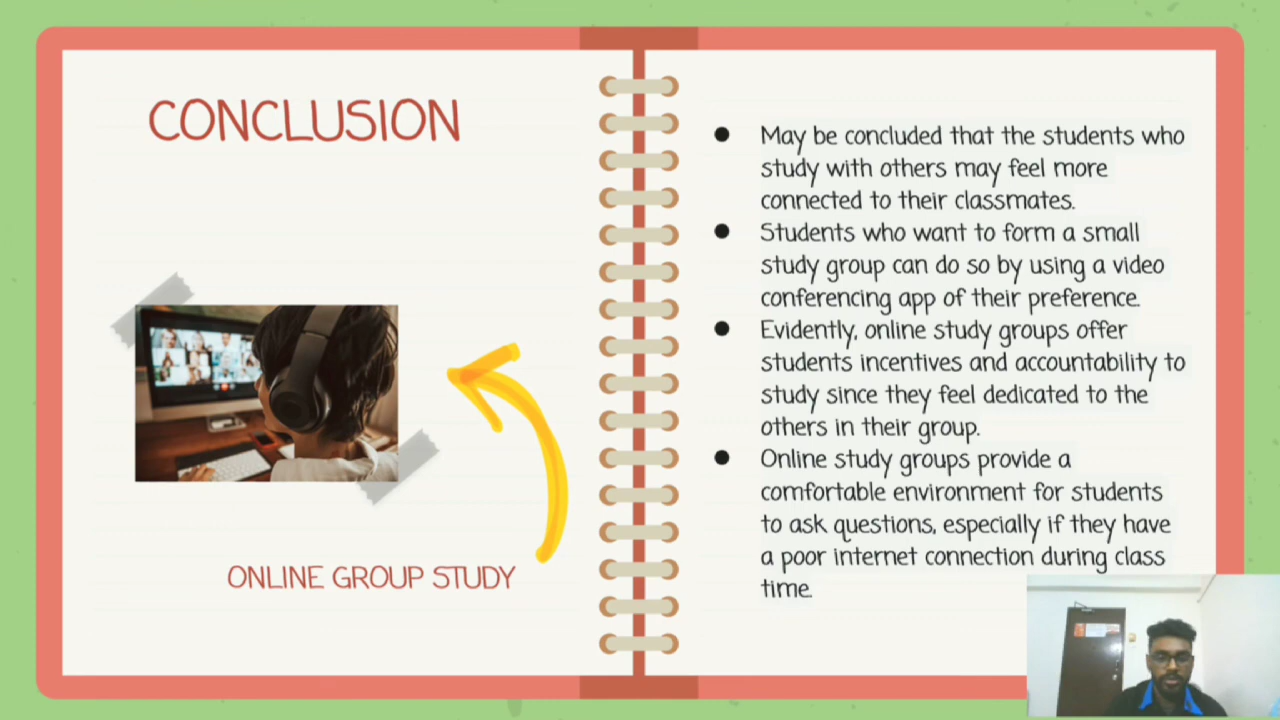 CONCLUSION
ONLINE GROUP STUDY
● May be concluded that the students who
study with others may feel more
connected to their classmates.
● Students who want to form a small
study group can do so by using a video
conferencing app of their preference.
● Evidently, online study groups offer
students incentives and accountability to
study since they feel dedicated to the
others in their group.
● Online study groups provide a
comfortable environment for students
to ask questions, especially if they have
a poor internet connection during class
time.